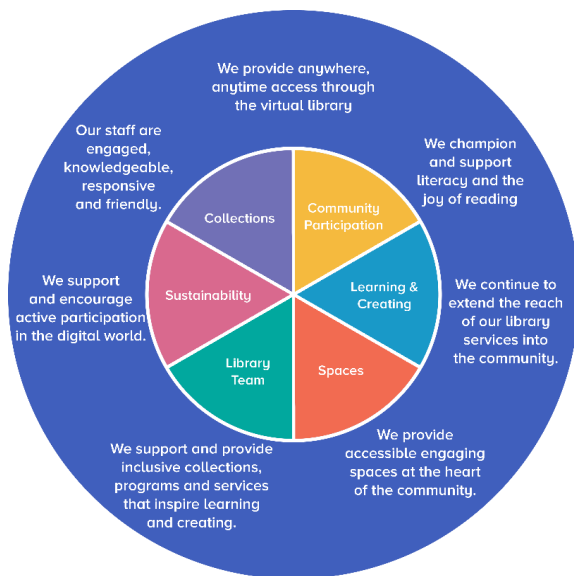 We provide anywhere,
anytime access through
the virtual library
We champion
and support
literacy and the
joy of reading
We continue to
extend the reach
of our library
services into
the community.
We provide
accessible engaging
spaces at the heart
of the community.
We support and provide
inclusive collections,
programs and services
that inspire learning
and creating.
We support
and encourage
active participation
in the digital world.
Our staff are
engaged,
knowledgeable,
responsive
and friendly.
Community
Participation
Learning &
Creating
Spaces
Library
Team
Sustainability
Collections